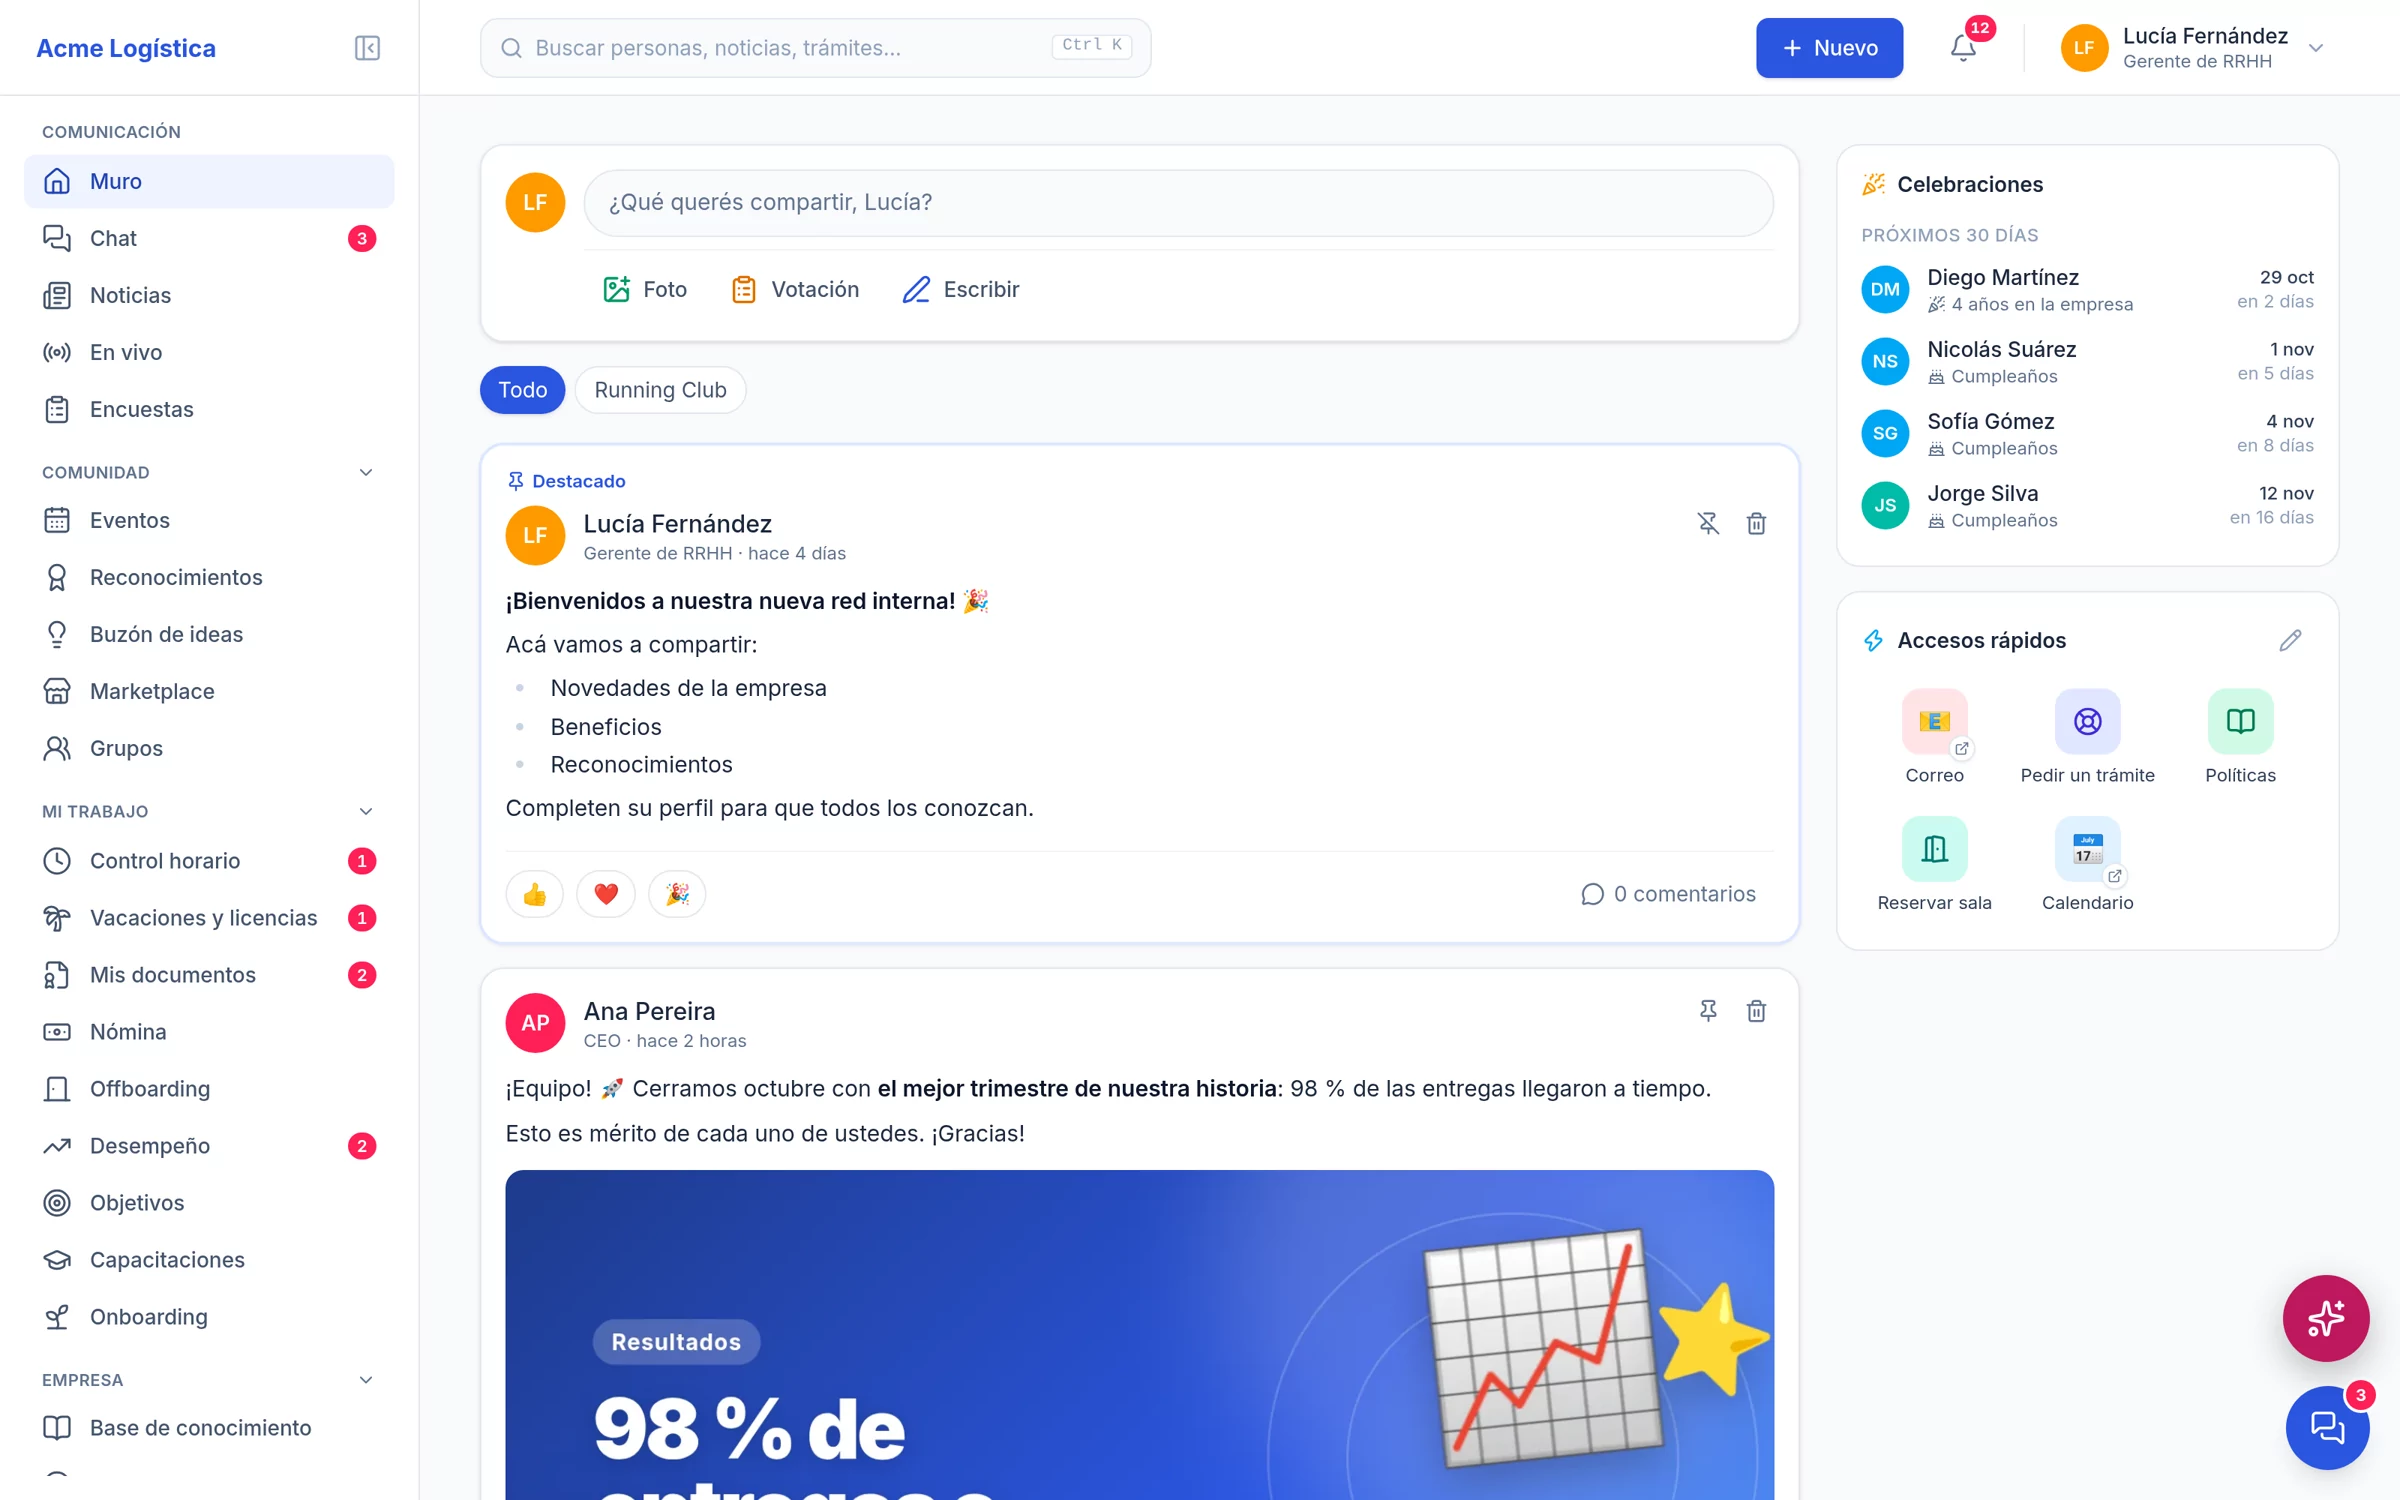 Acme Logística
Buscar personas, noticias, trámites...
Ctrl K
Nuevo
12
LF
Lucía Fernández
Gerente de RRHH
COMUNICACIÓN
Muro
Chat
3
Noticias
En vivo
Encuestas
COMUNIDAD
Eventos
Reconocimientos
Buzón de ideas
Marketplace
Grupos
MI TRABAJO
Control horario
1
Vacaciones y licencias
1
Mis documentos
2
Nómina
Offboarding
Desempeño
2
Objetivos
Capacitaciones
Onboarding
EMPRESA
Base de conocimiento
LF
¿Qué querés compartir, Lucía?
Foto
Votación
Escribir
Todo
Running Club
Destacado
LF
Lucía Fernández
Gerente de RRHH · hace 4 días
¡Bienvenidos a nuestra nueva red interna! 🎉
Acá vamos a compartir:
• Novedades de la empresa
• Beneficios
• Reconocimientos
Completen su perfil para que todos los conozcan.
0 comentarios
AP
Ana Pereira
CEO · hace 2 horas
¡Equipo! 🚀 Cerramos octubre con el mejor trimestre de nuestra historia: 98 % de las entregas llegaron a tiempo.
Esto es mérito de cada uno de ustedes. ¡Gracias!
Resultados
98 % de
Celebraciones
PRÓXIMOS 30 DÍAS
DM
Diego Martínez
29 oct
4 años en la empresa
en 2 días
NS
Nicolás Suárez
1 nov
Cumpleaños
en 5 días
SG
Sofía Gómez
4 nov
Cumpleaños
en 8 días
JS
Jorge Silva
12 nov
Cumpleaños
en 16 días
Accesos rápidos
Correo
Pedir un trámite
Políticas
July
17
Reservar sala
Calendario
3